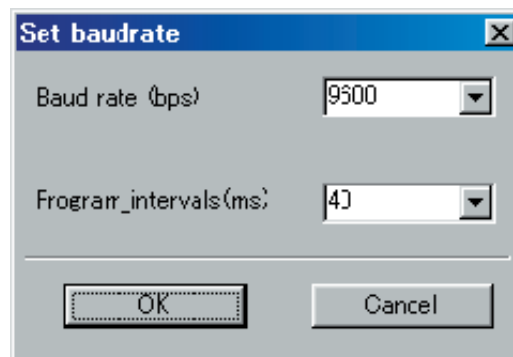 Set baudrate
Baud rate (bps)
9600
Program_intervals(ms)
40
OK
Cancel